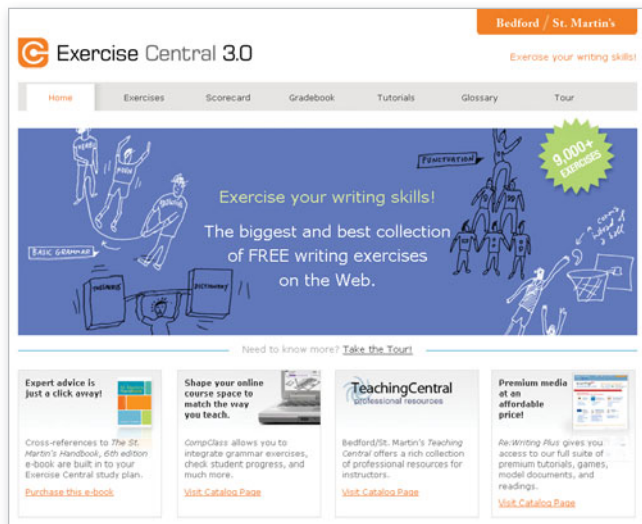 Bedford / St. Martin's
Exercise Central 3.0
Exercise your writing skills!
Home Exercises Scorecard Gradebook Tutorials Glossary Tour
9,000+
EXERCISES
PUNCTUATION
BASIC GRAMMAR
THESAURUS
DICTIONARY
Exercise your writing skills!
The biggest and best collection
of FREE writing exercises
on the Web.
Need to know more? Take the Tour!
Expert advice is
just a click away!
Cross-references to The St.
Martin's Handbook, 6th edition
e-book are built in to your
Exercise Central study plan.
Purchase this e-book
Shape your online
course space to
match the way
you teach.
CompClass allows you to
integrate grammar exercises,
check student progress, and
much more.
Visit Catalog Page
TeachingCentral
professional resources
Bedford/St. Martin's Teaching
Central offers a rich collection
of professional resources for
instructors.
Visit Catalog Page
Premium media
at an
affordable
price!
Re:Writing Plus gives you
access to our full suite of
premium tutorials, games,
model documents, and
readings.
Visit Catalog Page